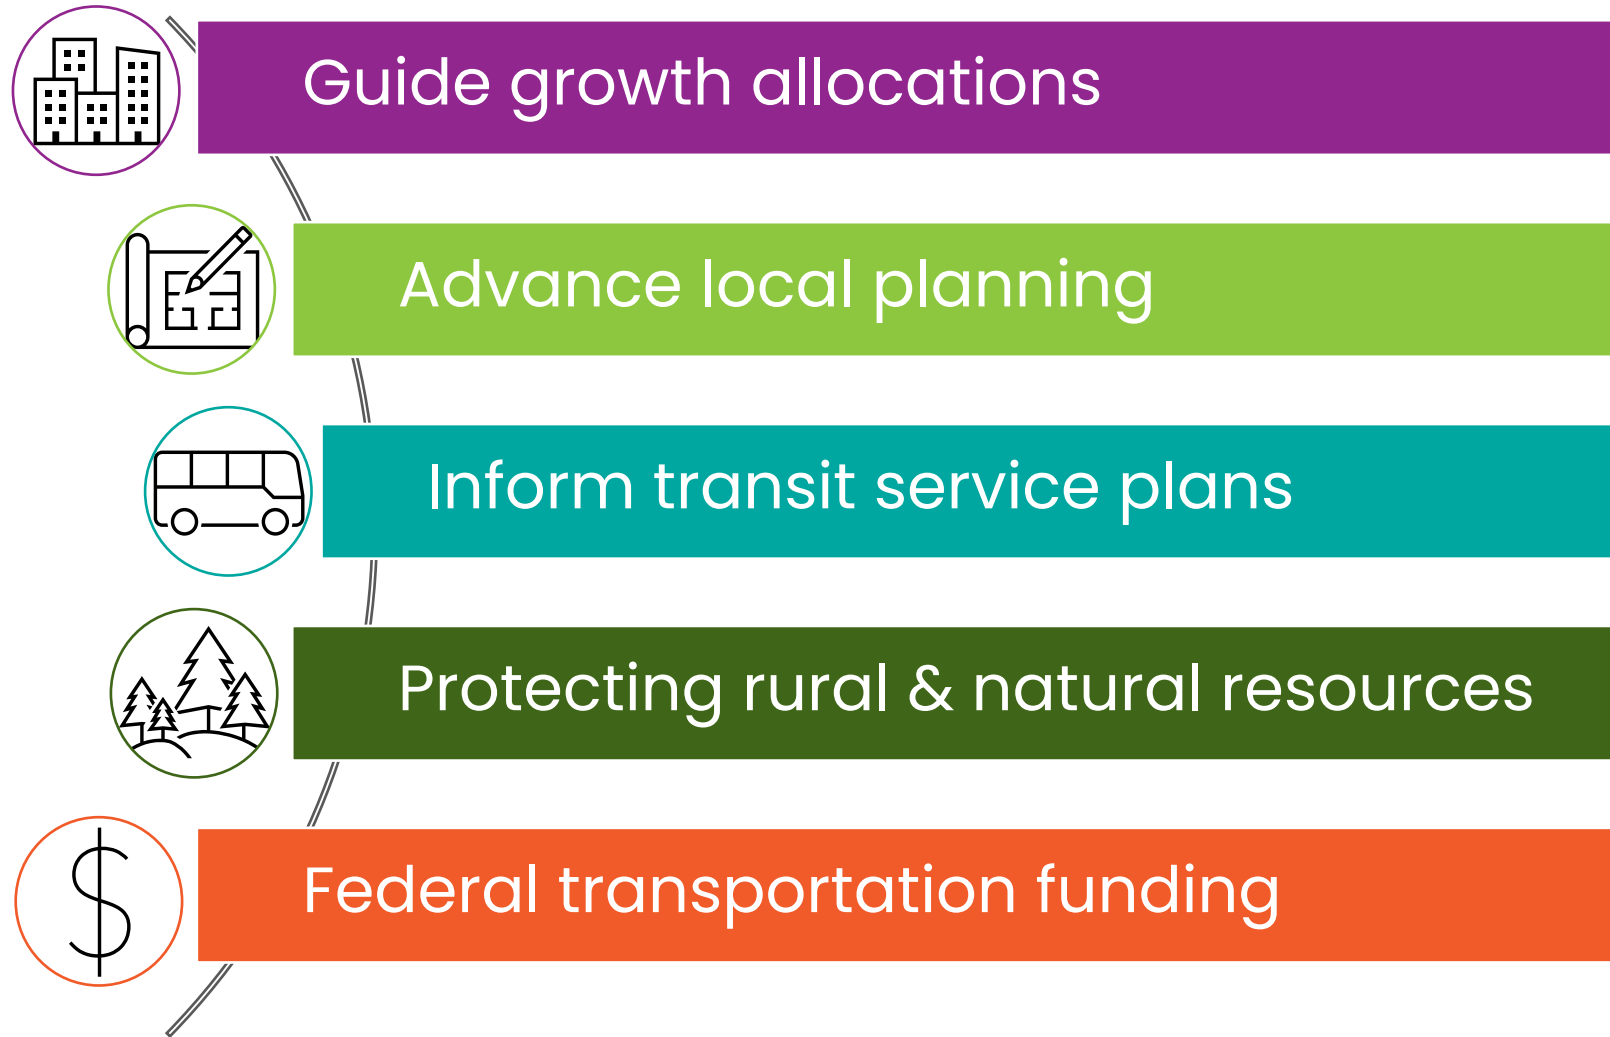 Guide growth allocations
Advance local planning
Inform transit service plans
Protecting rural & natural resources
Federal transportation funding